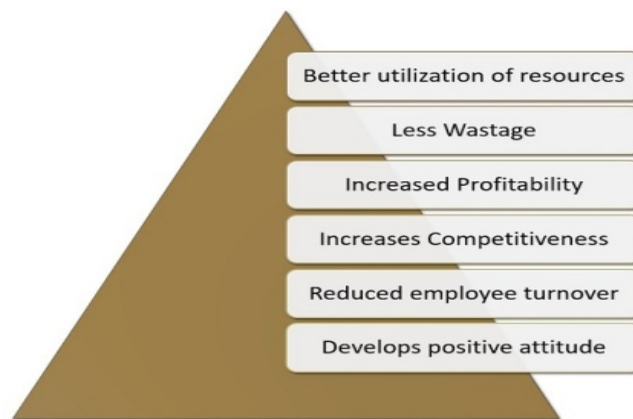 Better utilization of resources
Less Wastage
Increased Profitability
Increases Competitiveness
Reduced employee turnover
Develops positive attitude